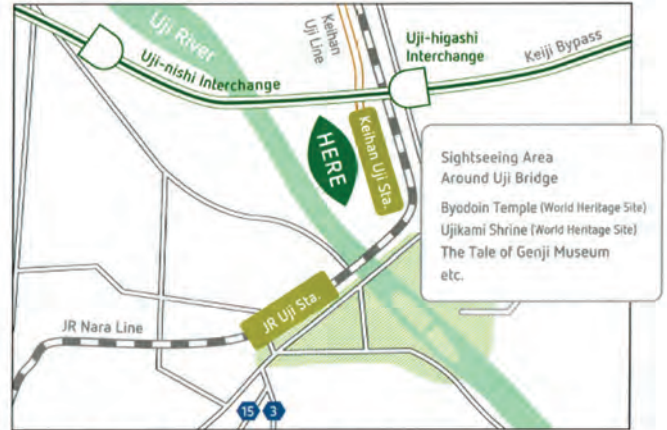 Uji River
Keihan
Uji Line
Uji-higashi
Interchange
Keiji Bypass
Uji-nishi Interchange
HERE
Keihan Uji Sta.
Sightseeing Area
Around Uji Bridge
Byodoin Temple (World Heritage Site)
Ujikami Shrine (World Heritage Site)
The Tale of Genji Museum
etc.
JR Uji Sta.
JR Nara Line
15
3